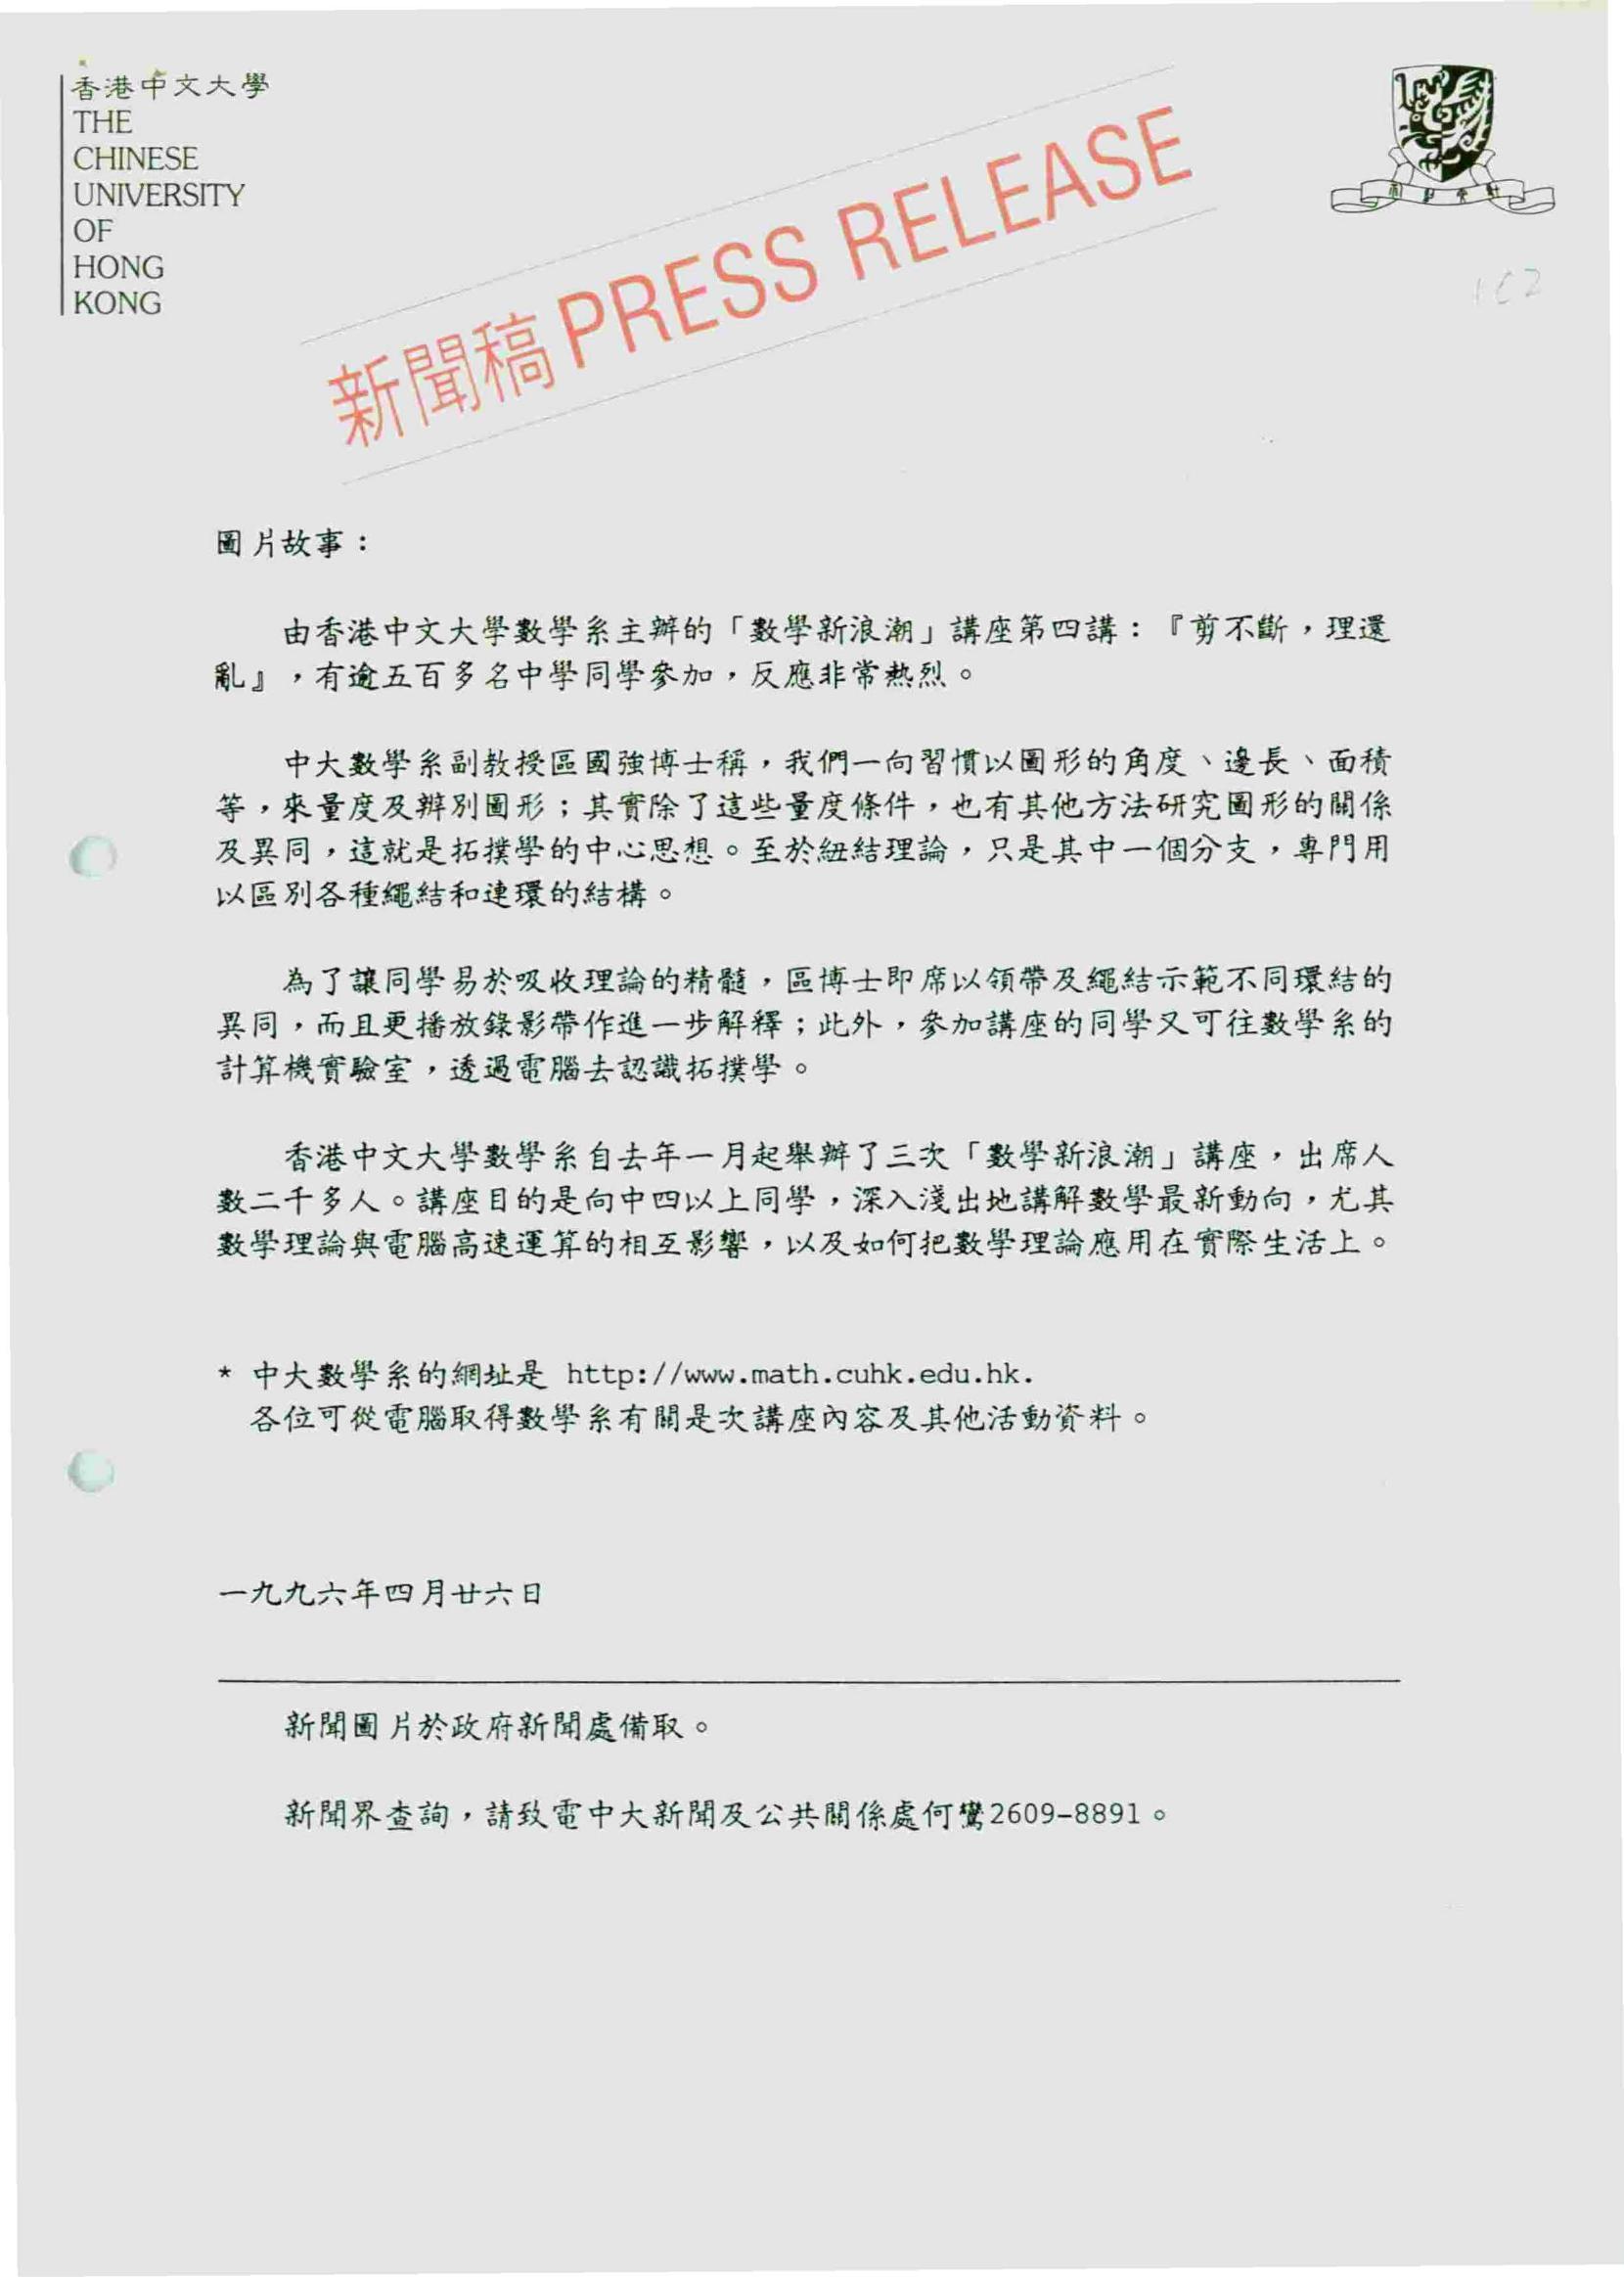 香港中文大學
THE
CHINESE
UNIVERSITY
OF
HONG
KONG
新聞稿 PRESS RELEASE
圖片故事：
由香港中文大學數學系主辦的「數學新浪潮」講座第四講：『剪不斷，理還
亂』，有逾五百多名中學同學參加，反應非常熱烈。
中大數學系副教授區國強博士稱，我們一向習慣以圖形的角度、邊長、面積
等，來量度及辨別圖形；其實除了這些量度條件，也有其他方法研究圖形的關係
及異同，這就是拓撲學的中心思想。至於紐結理論，只是其中一個分支，專門用
以區別各種繩結和連環的結構。
為了讓同學易於吸收理論的精髓，區博士即席以領帶及繩結示範不同環結的
異同，而且更播放錄影帶作進一步解釋；此外，參加講座的同學又可往數學系的
計算機實驗室，透過電腦去認識拓撲學。
香港中文大學數學系自去年一月起舉辦了三次「數學新浪潮」講座，出席人
數二千多人。講座目的是向中四以上同學，深入淺出地講解數學最新動向，尤其
數學理論與電腦高速運算的相互影響，以及如何把數學理論應用在實際生活上。
* 中大數學系的網址是 http://www.math.cuhk.edu.hk.
各位可從電腦取得數學系有關是次講座內容及其他活動資料。
一九九六年四月廿六日
新聞圖片於政府新聞處備取。
新聞界查詢，請致電中大新聞及公共關係處何鸞2609-8891。